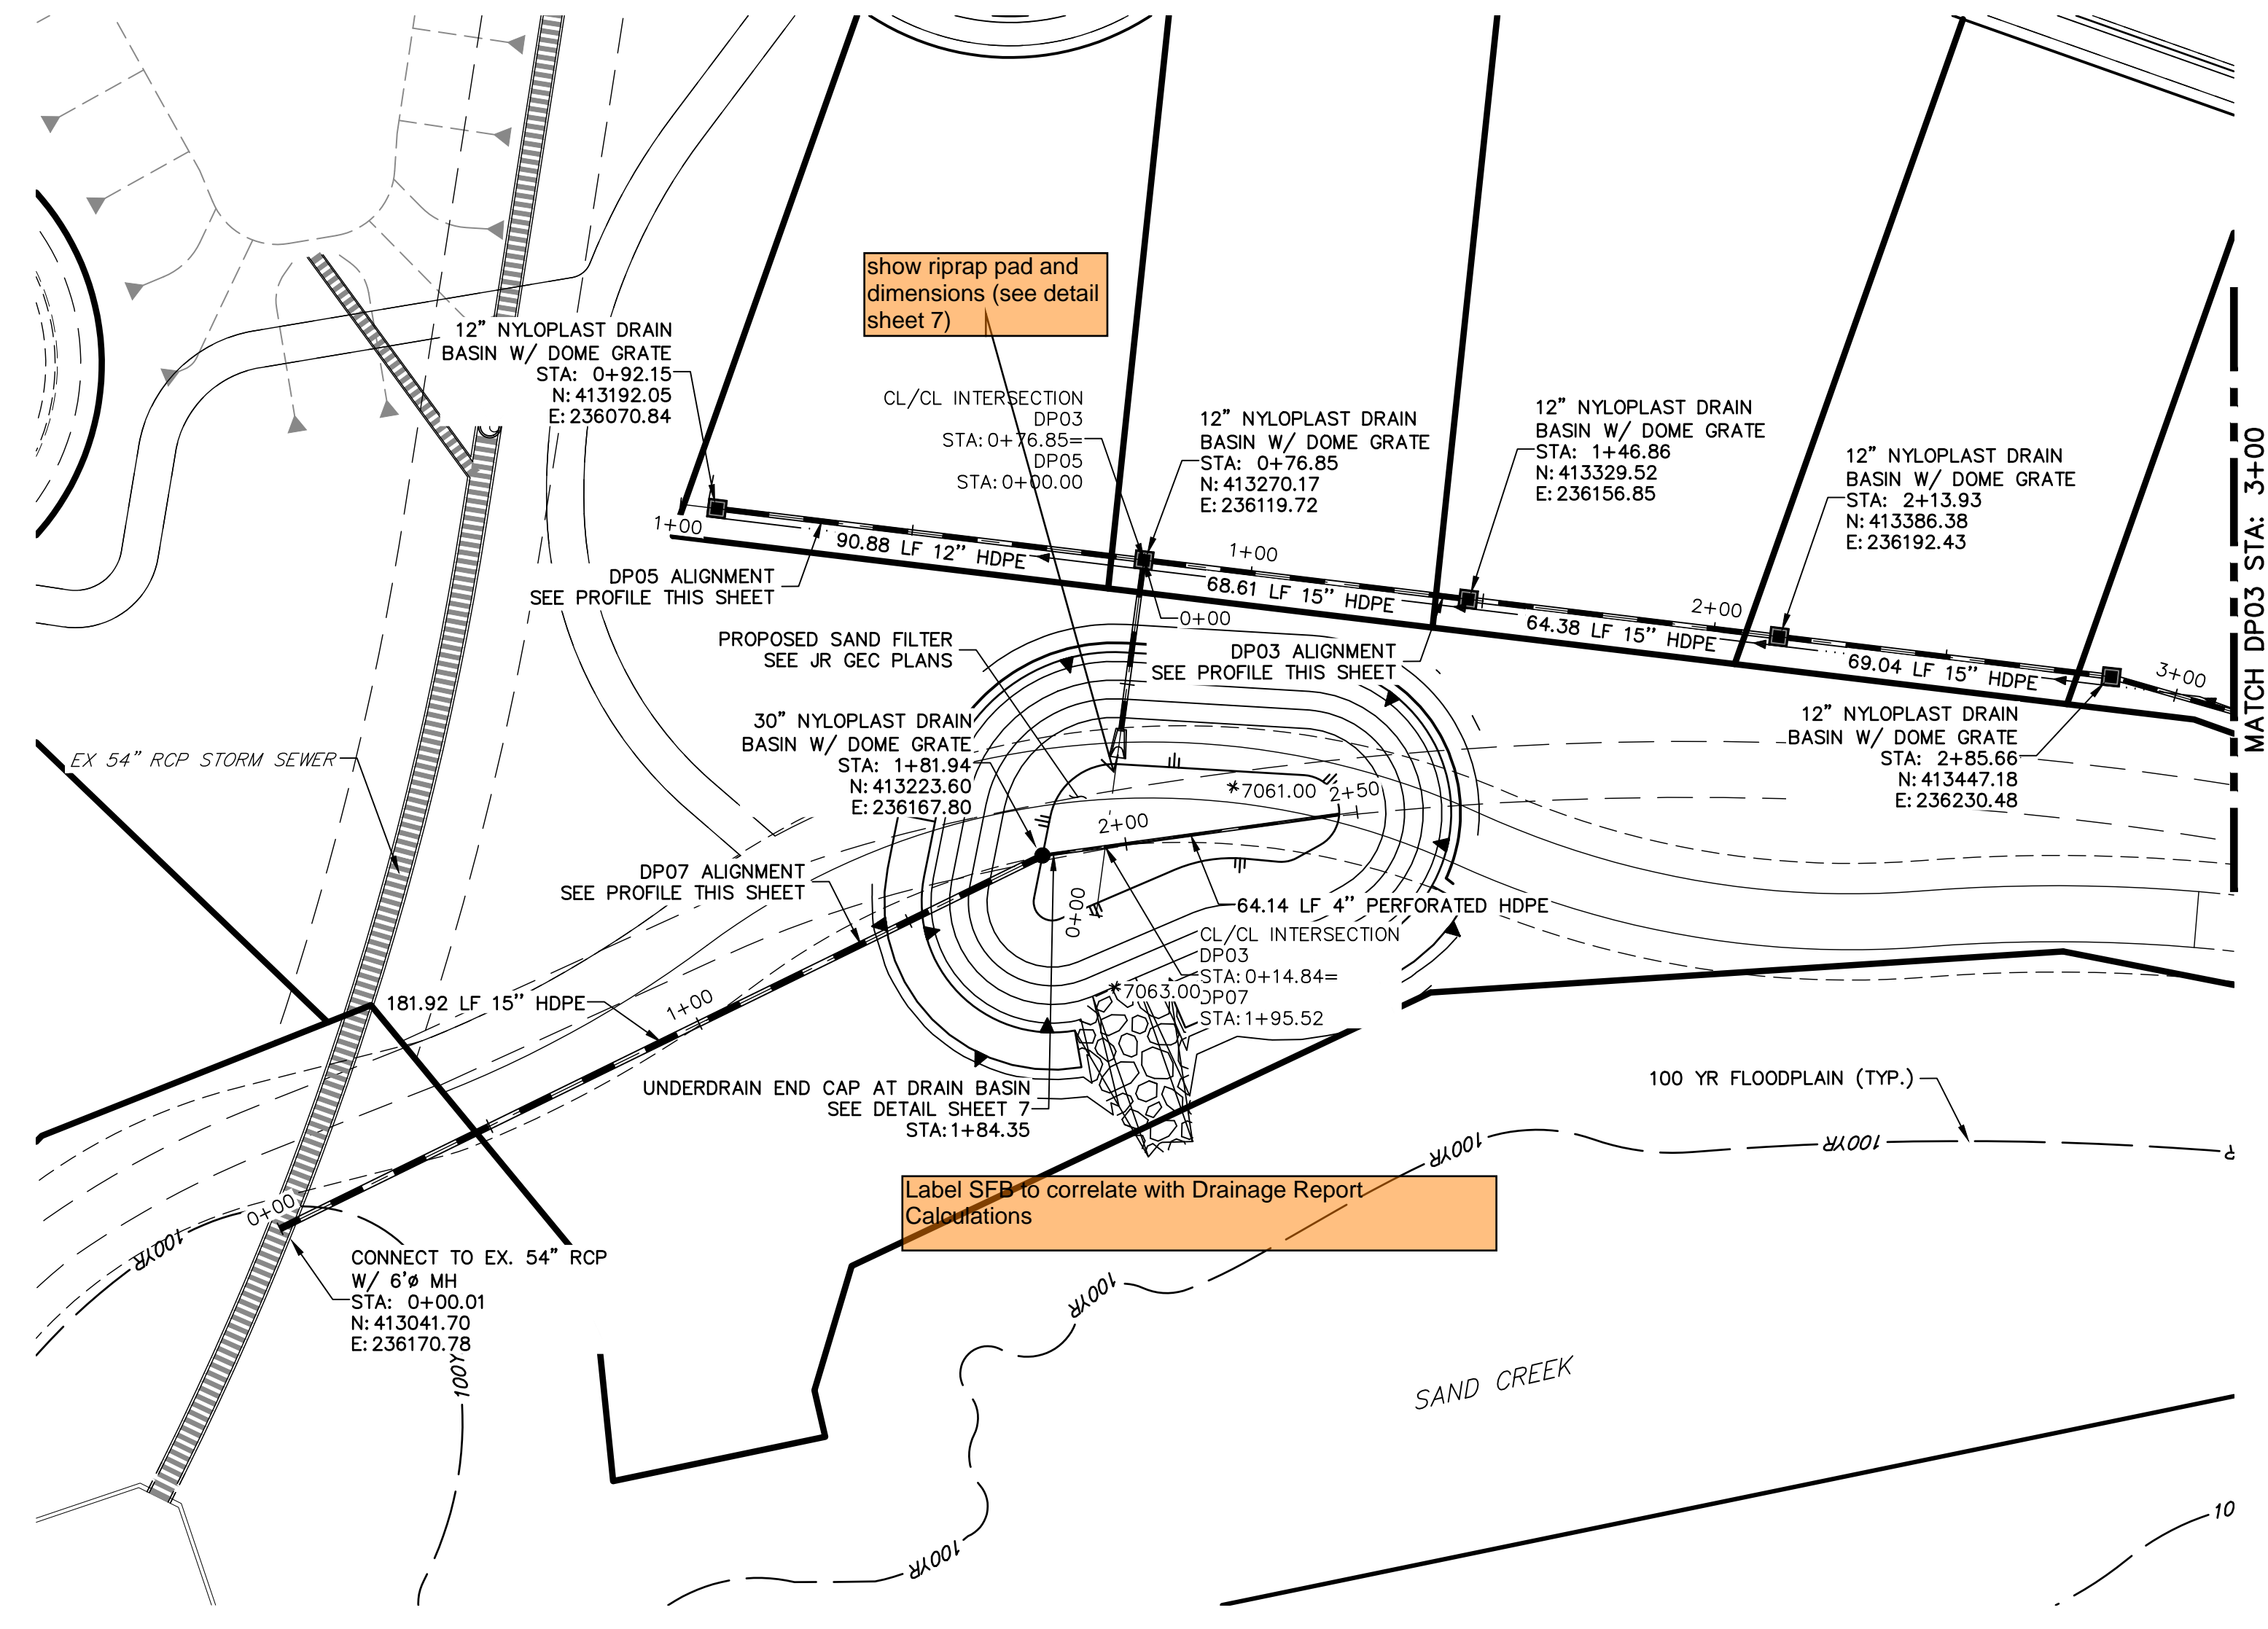 show riprap pad and
dimensions (see detail
sheet 7)
12" NYLOPLAST DRAIN
BASIN W/ DOME GRATE
STA: 0+92.15
N: 413192.05
E: 236070.84
CL/CL INTERSECTION
DP03
STA: 0+76.85=
DP05
STA: 0+00.00
12" NYLOPLAST DRAIN
BASIN W/ DOME GRATE
STA: 0+76.85
N: 413270.17
E: 236119.72
12" NYLOPLAST DRAIN
BASIN W/ DOME GRATE
STA: 1+46.86
N: 413329.52
E: 236156.85
12" NYLOPLAST DRAIN
BASIN W/ DOME GRATE
STA: 2+13.93
N: 413386.38
E: 236192.43
MATCH DP03 STA: 3+00
1+00
90.88 LF 12" HDPE
1+00
68.61 LF 15" HDPE
2+00
64.38 LF 15" HDPE
69.04 LF 15" HDPE
3+00
DP05 ALIGNMENT
SEE PROFILE THIS SHEET
0+00
PROPOSED SAND FILTER
SEE JR GEC PLANS
DP03 ALIGNMENT
SEE PROFILE THIS SHEET
30" NYLOPLAST DRAIN
BASIN W/ DOME GRATE
STA: 1+81.94
N: 413223.60
E: 236167.80
12" NYLOPLAST DRAIN
BASIN W/ DOME GRATE
STA: 2+85.66
N: 413447.18
E: 236230.48
EX 54" RCP STORM SEWER
7061.00
2+50
2+00
DP07 ALIGNMENT
SEE PROFILE THIS SHEET
0+00
64.14 LF 4" PERFORATED HDPE
CL/CL INTERSECTION
DP03
STA: 0+14.84=
DP07
STA: 1+95.52
7063.00
181.92 LF 15" HDPE
1+00
UNDERDRAIN END CAP AT DRAIN BASIN
SEE DETAIL SHEET 7
STA: 1+84.35
100 YR FLOODPLAIN (TYP.)
100YR
100YR
Label SFB to correlate with Drainage Report
Calculations
0+00
100YR
CONNECT TO EX. 54" RCP
W/ 6'ø MH
STA: 0+00.01
N: 413041.70
E: 236170.78
100YR
100Y
SAND CREEK
100YR
10